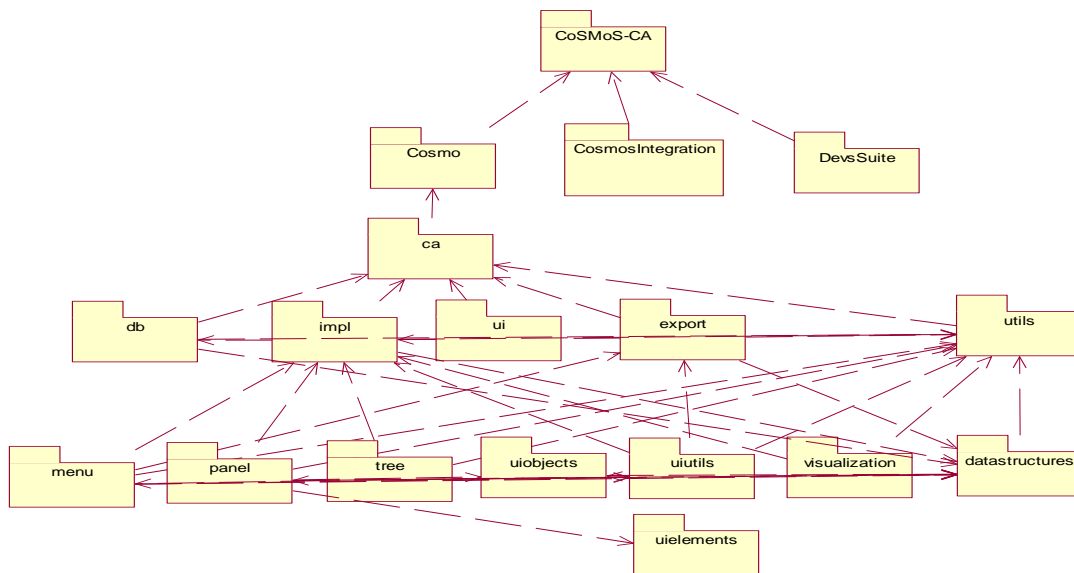 CoSMoS-CA
Cosmo
CosmosIntegration
DevsSuite
ca
db
impl
ui
export
utils
menu
panel
tree
uiobjects
uiutils
visualization
datastructures
uielements